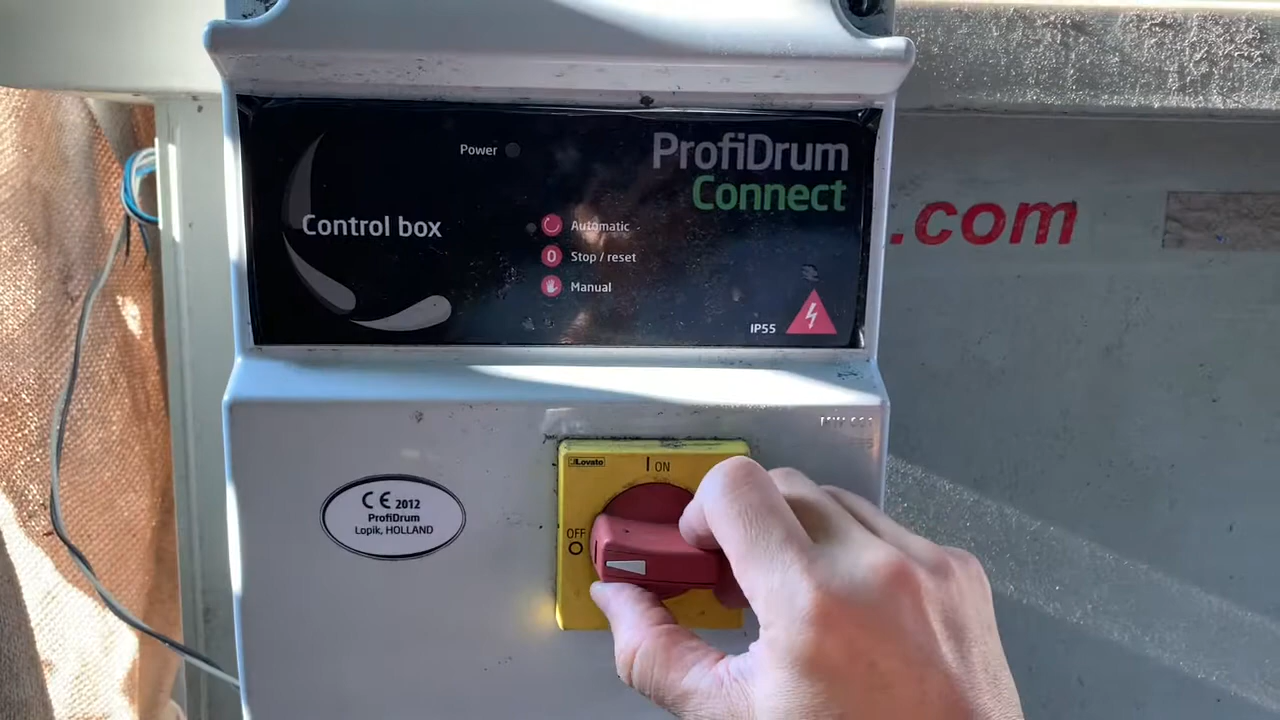 Power
ProfiDrum
Connect
Control box
Automatic
0 Stop / reset
Manual
IP55
.com
Lovato
I ON
OFF
O
CE 2012
ProfiDrum
Lopik, HOLLAND